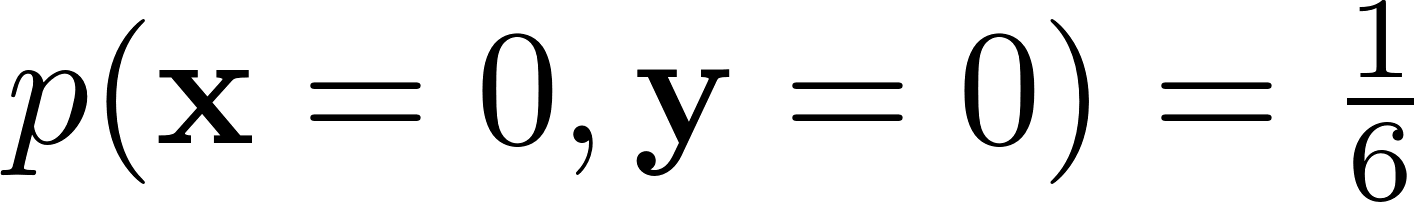 p(x = 0, y = 0) = 1/6